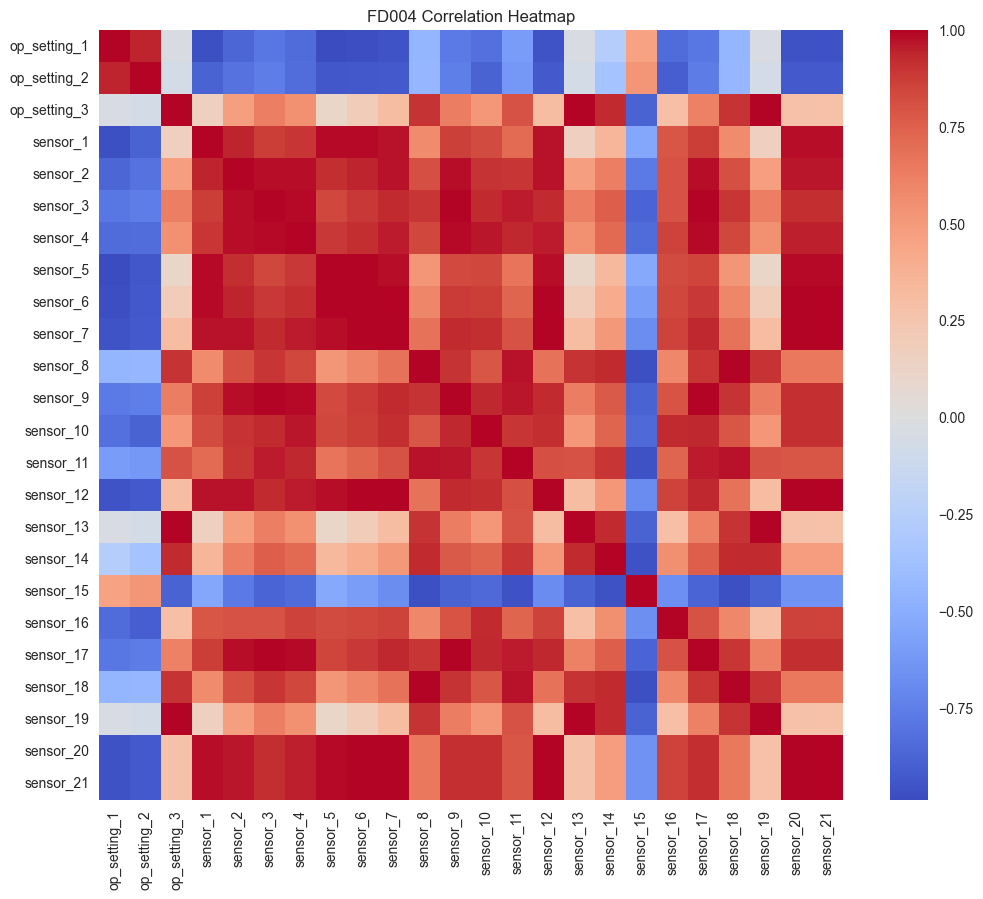 FD004 Correlation Heatmap
op_setting_1
op_setting_2
op_setting_3
sensor_1
sensor_2
sensor_3
sensor_4
sensor_5
sensor_6
sensor_7
sensor_8
sensor_9
sensor_10
sensor_11
sensor_12
sensor_13
sensor_14
sensor_15
sensor_16
sensor_17
sensor_18
sensor_19
sensor_20
sensor_21
op_setting_1
op_setting_2
op_setting_3
sensor_1
sensor_2
sensor_3
sensor_4
sensor_5
sensor_6
sensor_7
sensor_8
sensor_9
sensor_10
sensor_11
sensor_12
sensor_13
sensor_14
sensor_15
sensor_16
sensor_17
sensor_18
sensor_19
sensor_20
sensor_21
1.00
0.75
0.50
0.25
0.00
−0.25
−0.50
−0.75